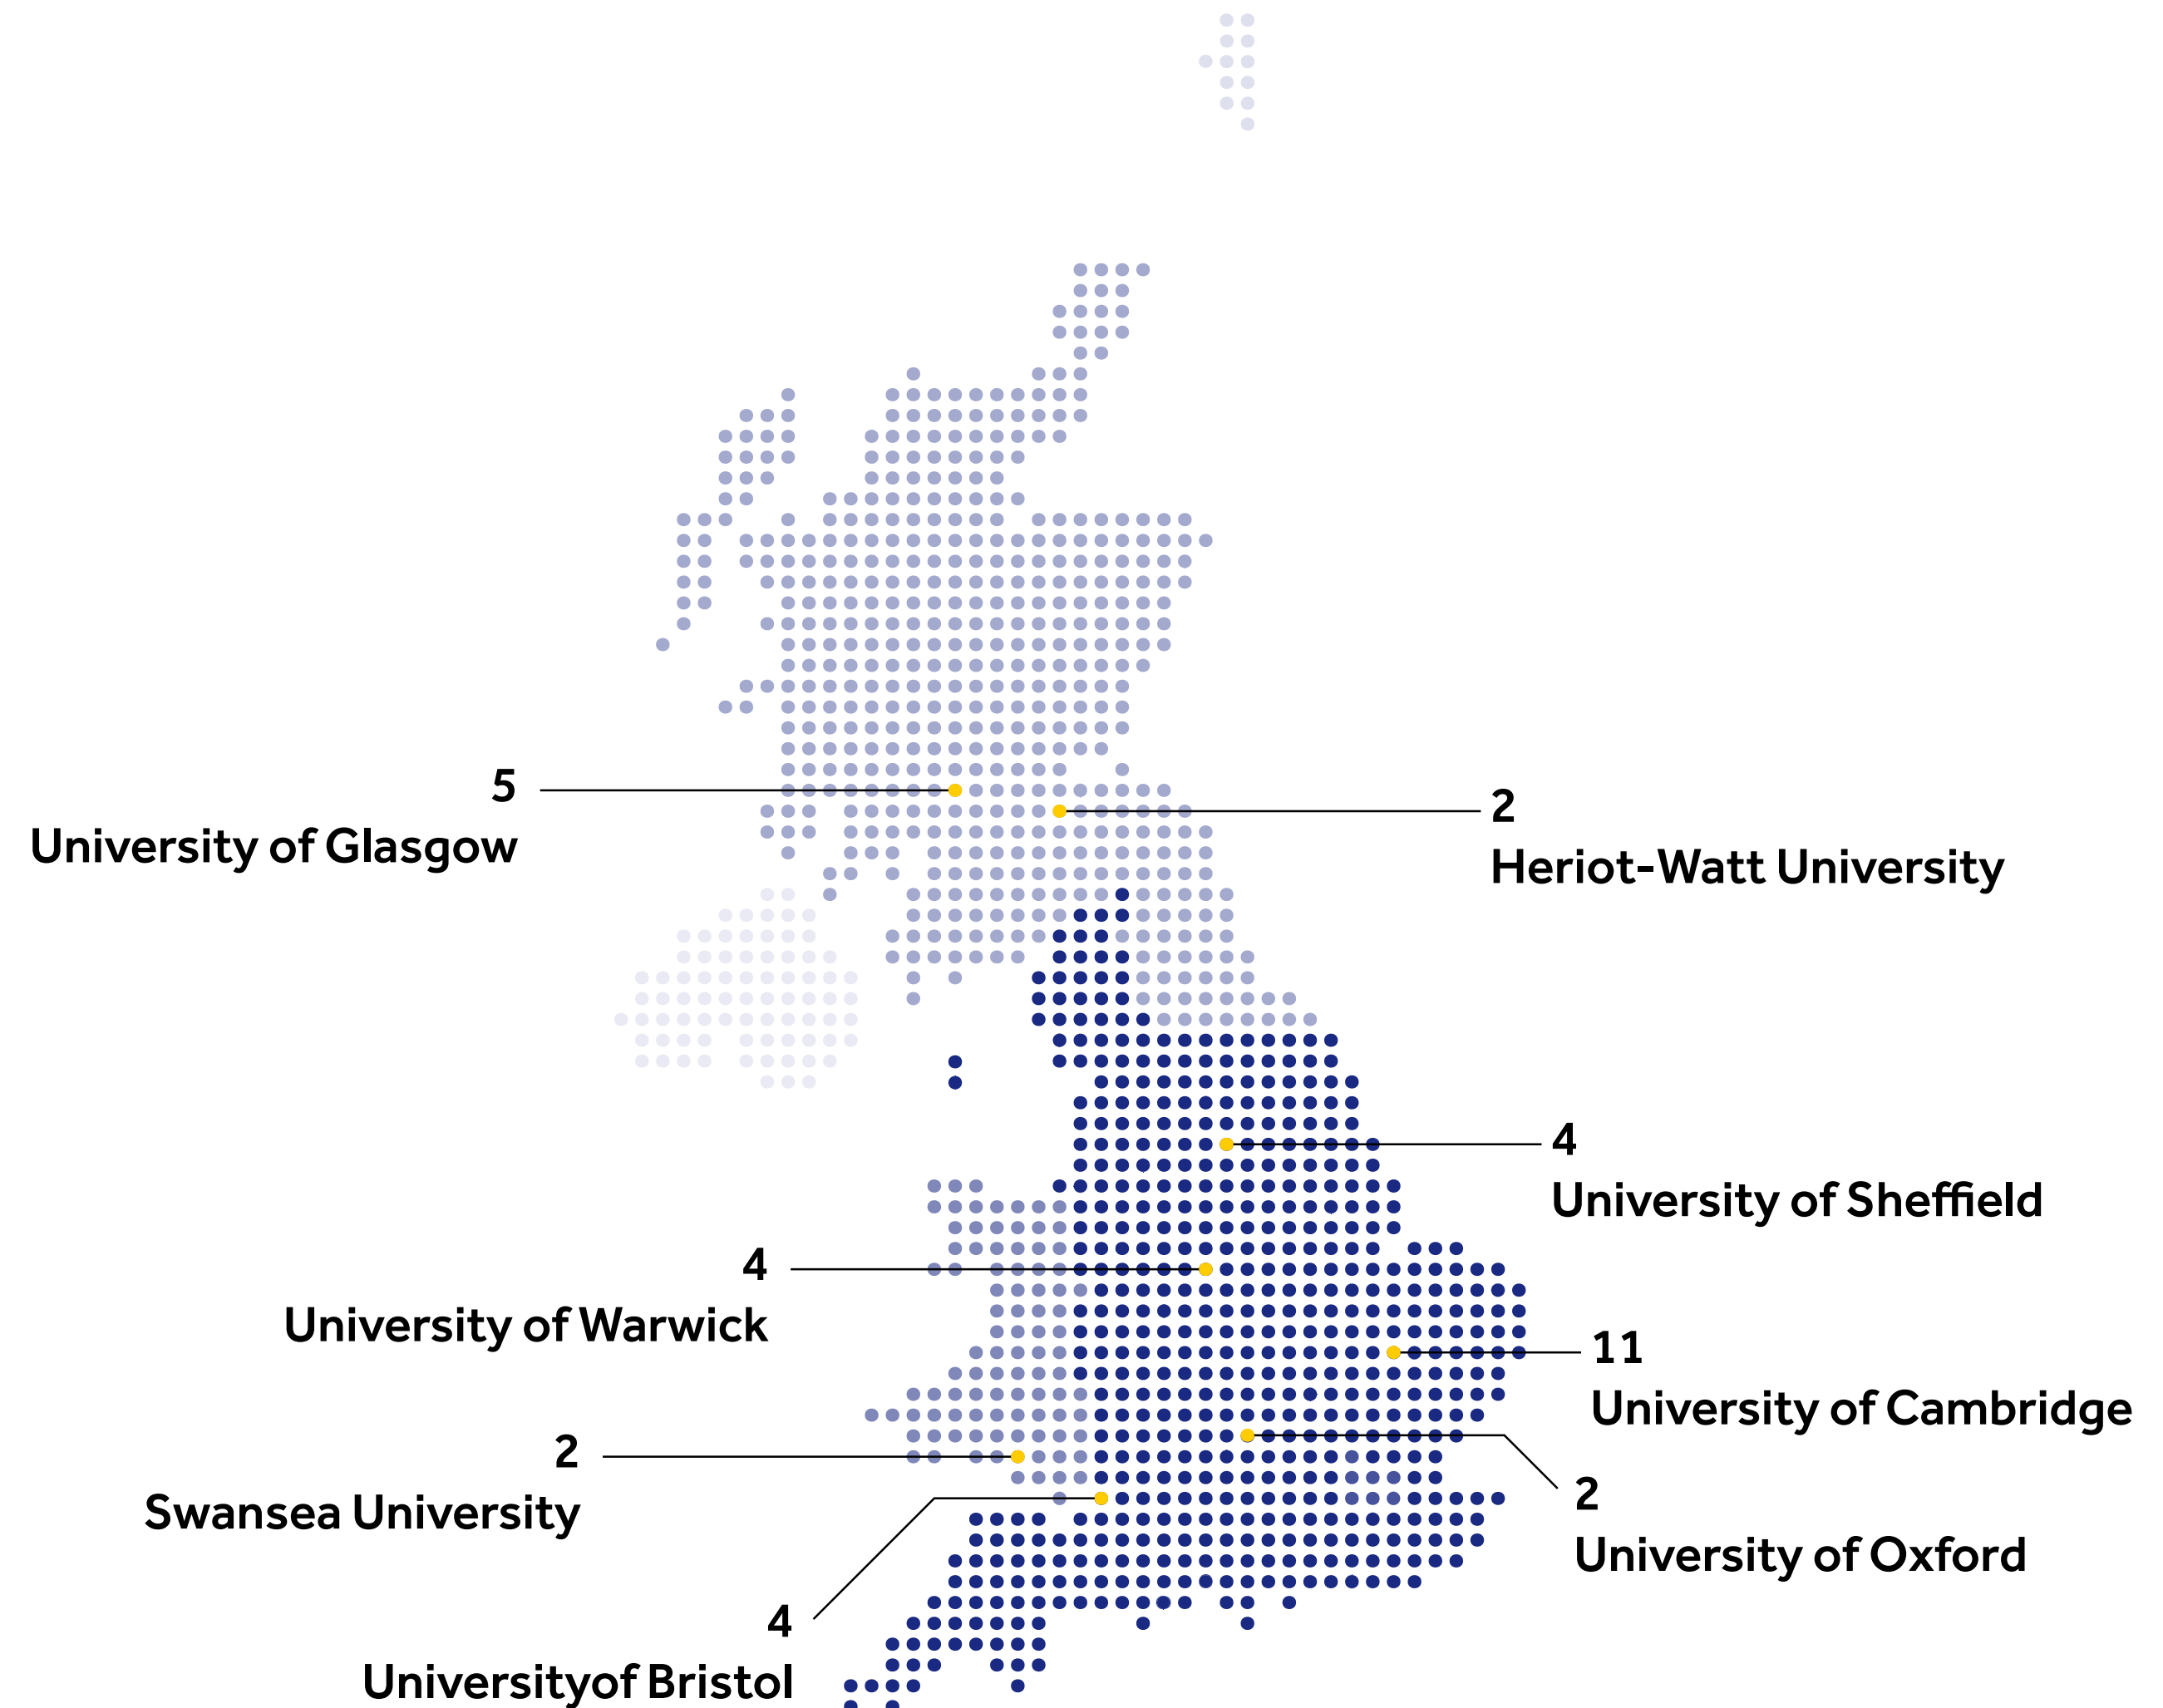 5
University of Glasgow
2
Heriot-Watt University
4
University of Sheffield
4
University of Warwick
11
University of Cambridge
2
Swansea University
2
University of Oxford
4
Universityof Bristol